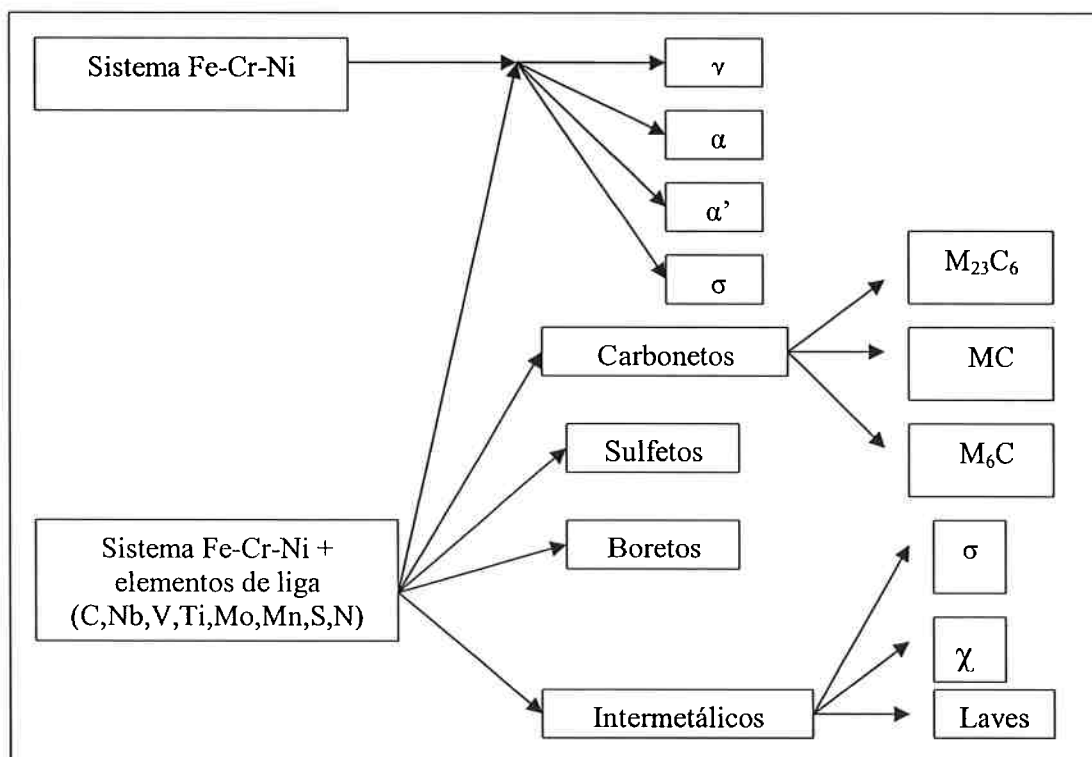 Sistema Fe-Cr-Ni
γ
α
α’
σ
M₂₃C₆
Carbonetos
MC
M₆C
Sulfetos
Boretos
Sistema Fe-Cr-Ni +
elementos de liga
(C,Nb,V,Ti,Mo,Mn,S,N)
σ
χ
Intermetálicos
Laves